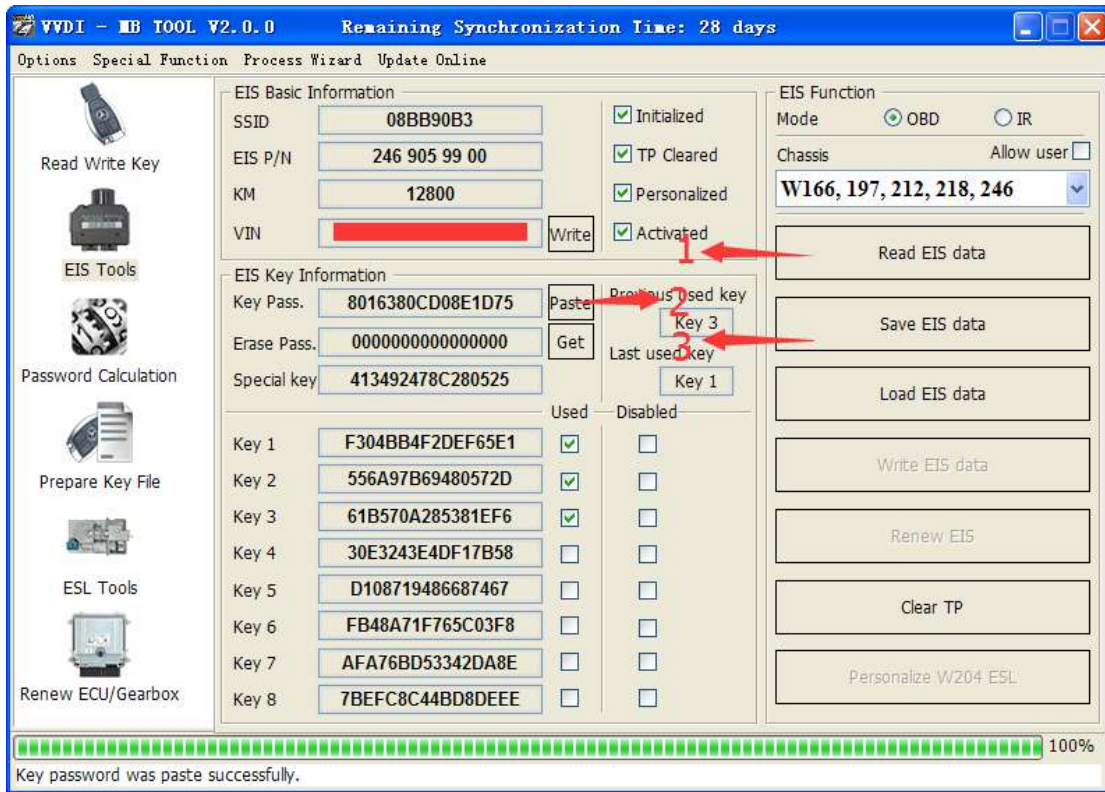 VVDI - MB TOOL V2.0.0 Remaining Synchronization Time: 28 days
Options Special Function Process Wizard Update Online
Read Write Key
EIS Tools
Password Calculation
Prepare Key File
ESL Tools
Renew ECU/Gearbox
EIS Basic Information
SSID 08BB90B3 Initialized
EIS P/N 246 905 99 00 TP Cleared
KM 12800 Personalized
VIN Write Activated
1
EIS Key Information
Key Pass. 8016380CD08E1D75 Paste
Erase Pass. 0000000000000000 Get
Special key 413492478C280525
Previous used key
2
Key 3
3
Last used key
Key 1
Used Disabled
Key 1 F304BB4F2DEF65E1
Key 2 556A97B69480572D
Key 3 61B570A285381EF6
Key 4 30E3243E4DF17B58
Key 5 D108719486687467
Key 6 FB48A71F765C03F8
Key 7 AFA76BD53342DA8E
Key 8 7BEFC8C44BD8DEEE
EIS Function
Mode OBD IR
Chassis Allow user
W166, 197, 212, 218, 246
Read EIS data
Save EIS data
Load EIS data
Write EIS data
Renew EIS
Clear TP
Personalize W204 ESL
100%
Key password was paste successfully.